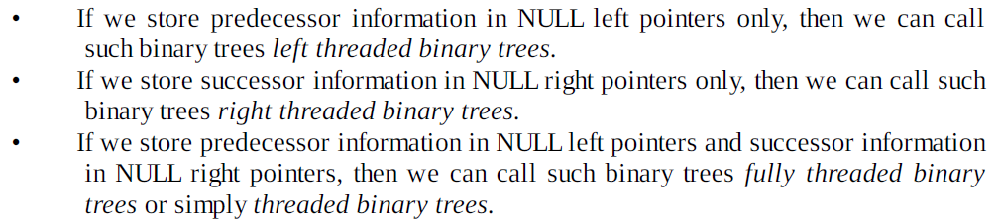 • If we store predecessor information in NULL left pointers only, then we can call
such binary trees left threaded binary trees.
• If we store successor information in NULL right pointers only, then we can call such
binary trees right threaded binary trees.
• If we store predecessor information in NULL left pointers and successor information
in NULL right pointers, then we can call such binary trees fully threaded binary
trees or simply threaded binary trees.